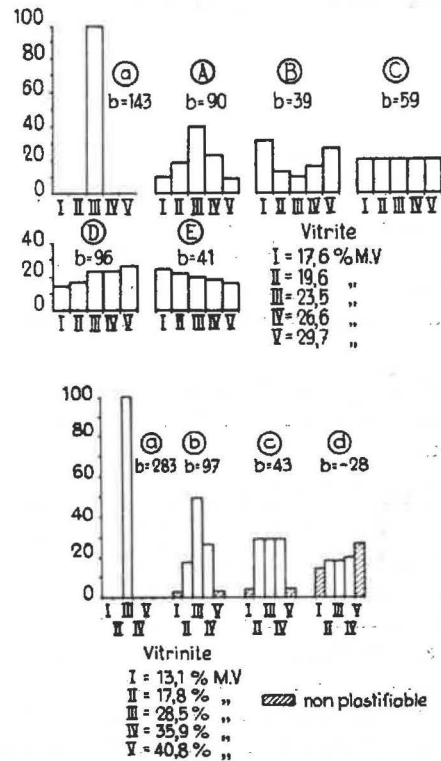 100
80
60
40
20
ⓐ
b=143
Ⓐ
b=90
Ⓑ
b=39
Ⓒ
b=59
I II III IV V
I II III IV V
I II III IV V
I II III IV V
40
20
0
Ⓓ
b=96
Ⓔ
b=41
I II III IV V
I II III IV V
Vitrite
I = 17,6 % M.V
II = 19,6 „
III = 23,5 „
IV = 26,6 „
V = 29,7 „
100
80
60
40
20
0
ⓐ
b=283
ⓑ
b=97
ⓒ
b=43
ⓓ
b=-28
I III V
II IV
I III V
II IV
I III V
II IV
I III V
II IV
Vitrinite
I = 13,1 % M.V
II = 17,8 % „
III = 28,5 % „
IV = 35,9 % „
V = 40,8 % „
non plastifiable